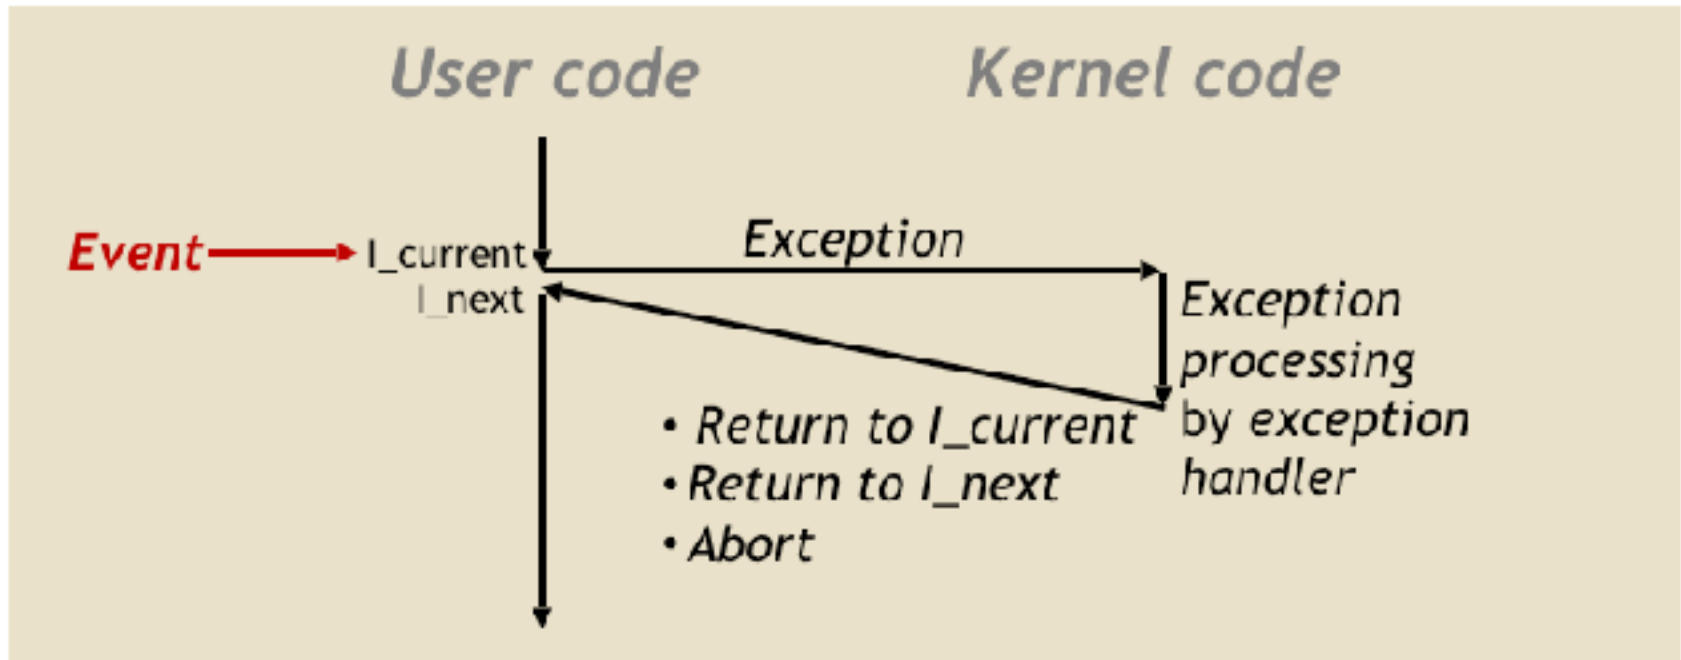 User code
Kernel code
Event
I_current
Exception
I_next
Exception
processing
by exception
handler
• Return to I_current
• Return to I_next
• Abort